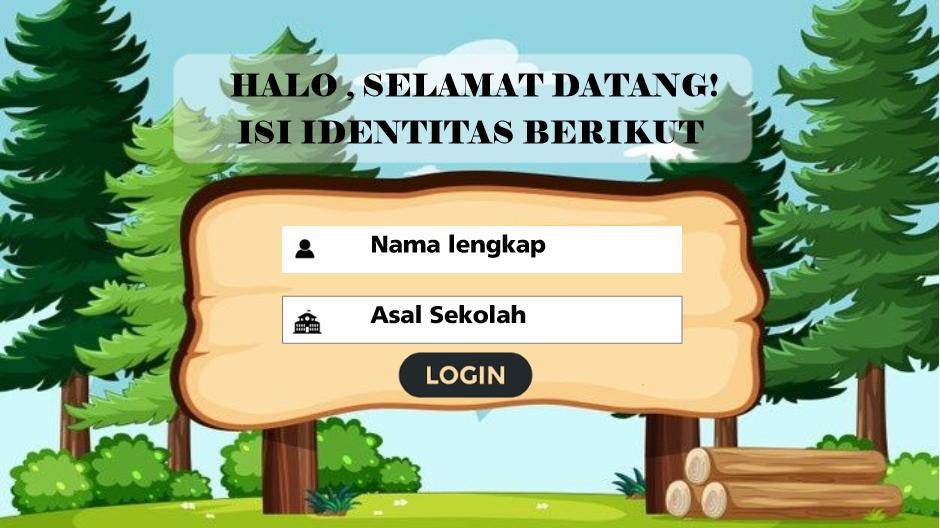 HALO , SELAMAT DATANG!
ISI IDENTITAS BERIKUT
Nama lengkap
Asal Sekolah
LOGIN